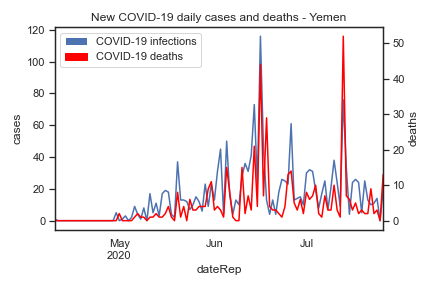 New COVID-19 daily cases and deaths - Yemen
COVID-19 infections
COVID-19 deaths
120
100
80
60
40
20
0
cases
50
40
30
20
10
0
deaths
May
2020
Jun
Jul
dateRep